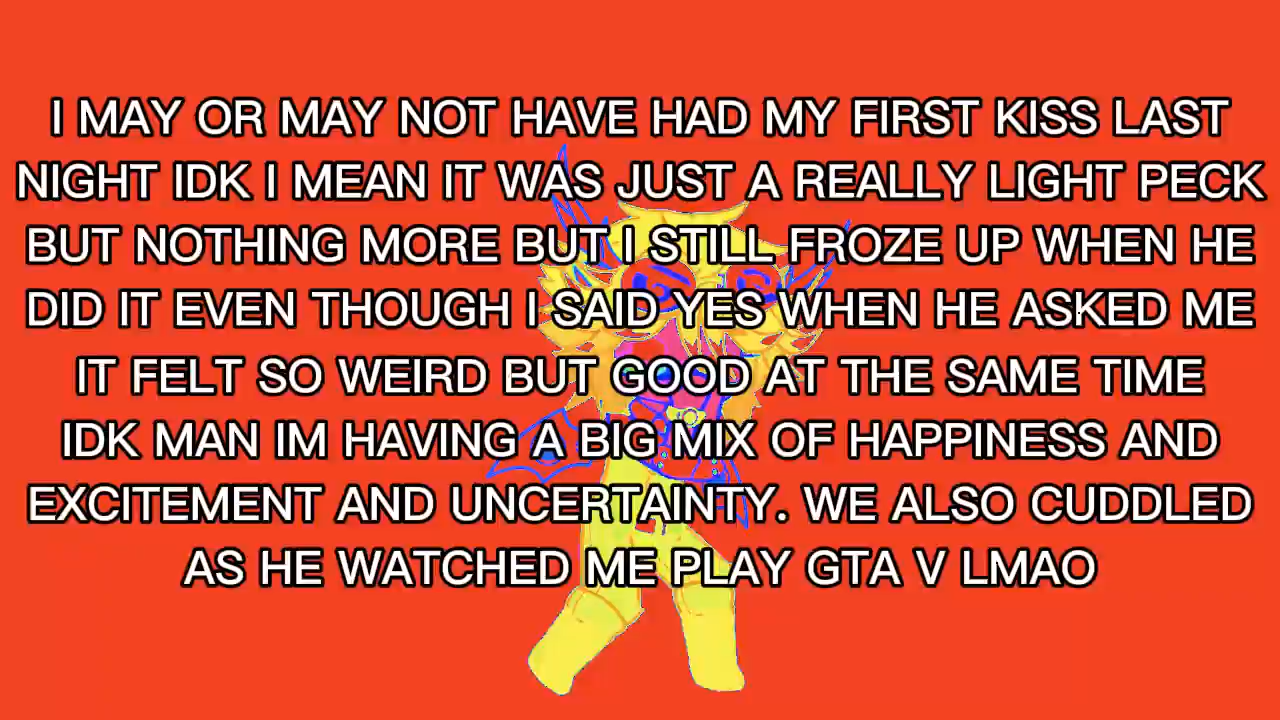 I MAY OR MAY NOT HAVE HAD MY FIRST KISS LAST
NIGHT IDK I MEAN IT WAS JUST A REALLY LIGHT PECK
BUT NOTHING MORE BUT I STILL FROZE UP WHEN HE
DID IT EVEN THOUGH I SAID YES WHEN HE ASKED ME
IT FELT SO WEIRD BUT GOOD AT THE SAME TIME
IDK MAN IM HAVING A BIG MIX OF HAPPINESS AND
EXCITEMENT AND UNCERTAINTY. WE ALSO CUDDLED
AS HE WATCHED ME PLAY GTA V LMAO